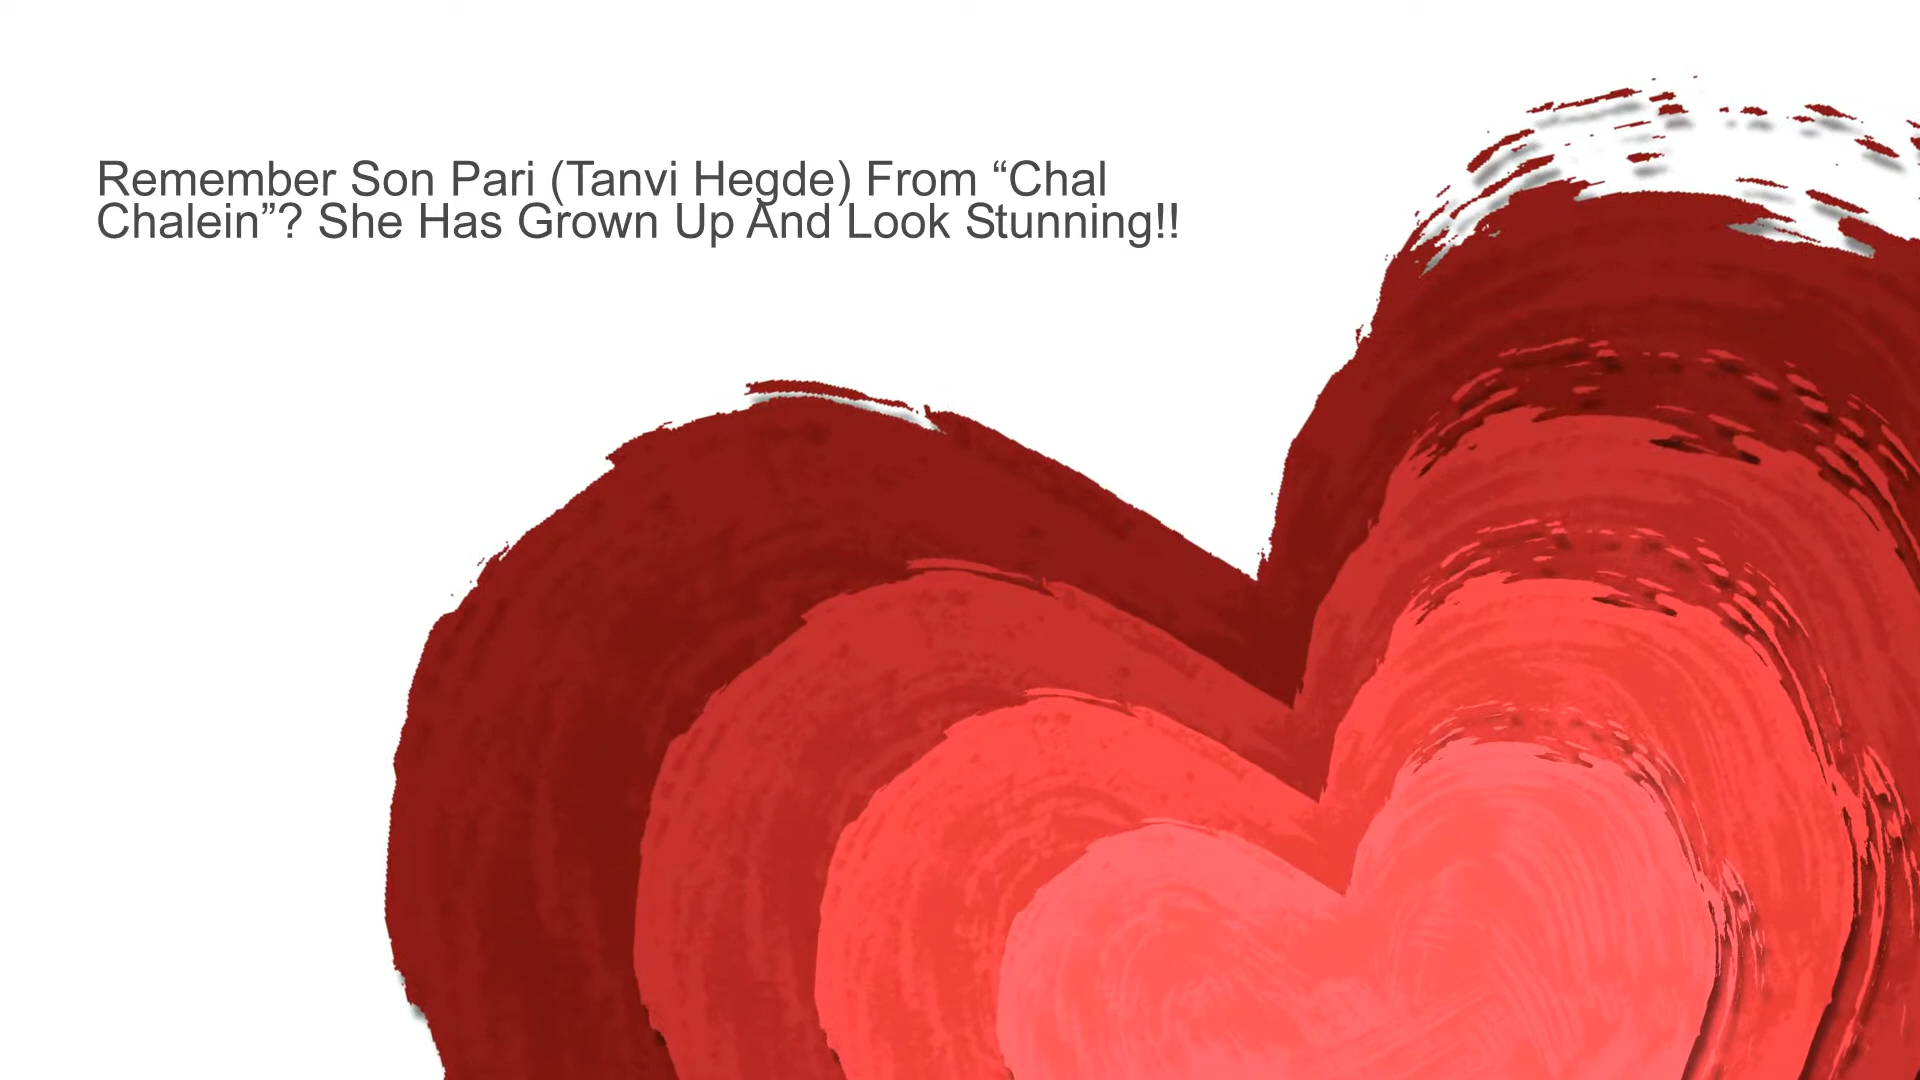 Remember Son Pari (Tanvi Hegde) From “Chal
Chalein”? She Has Grown Up And Look Stunning!!